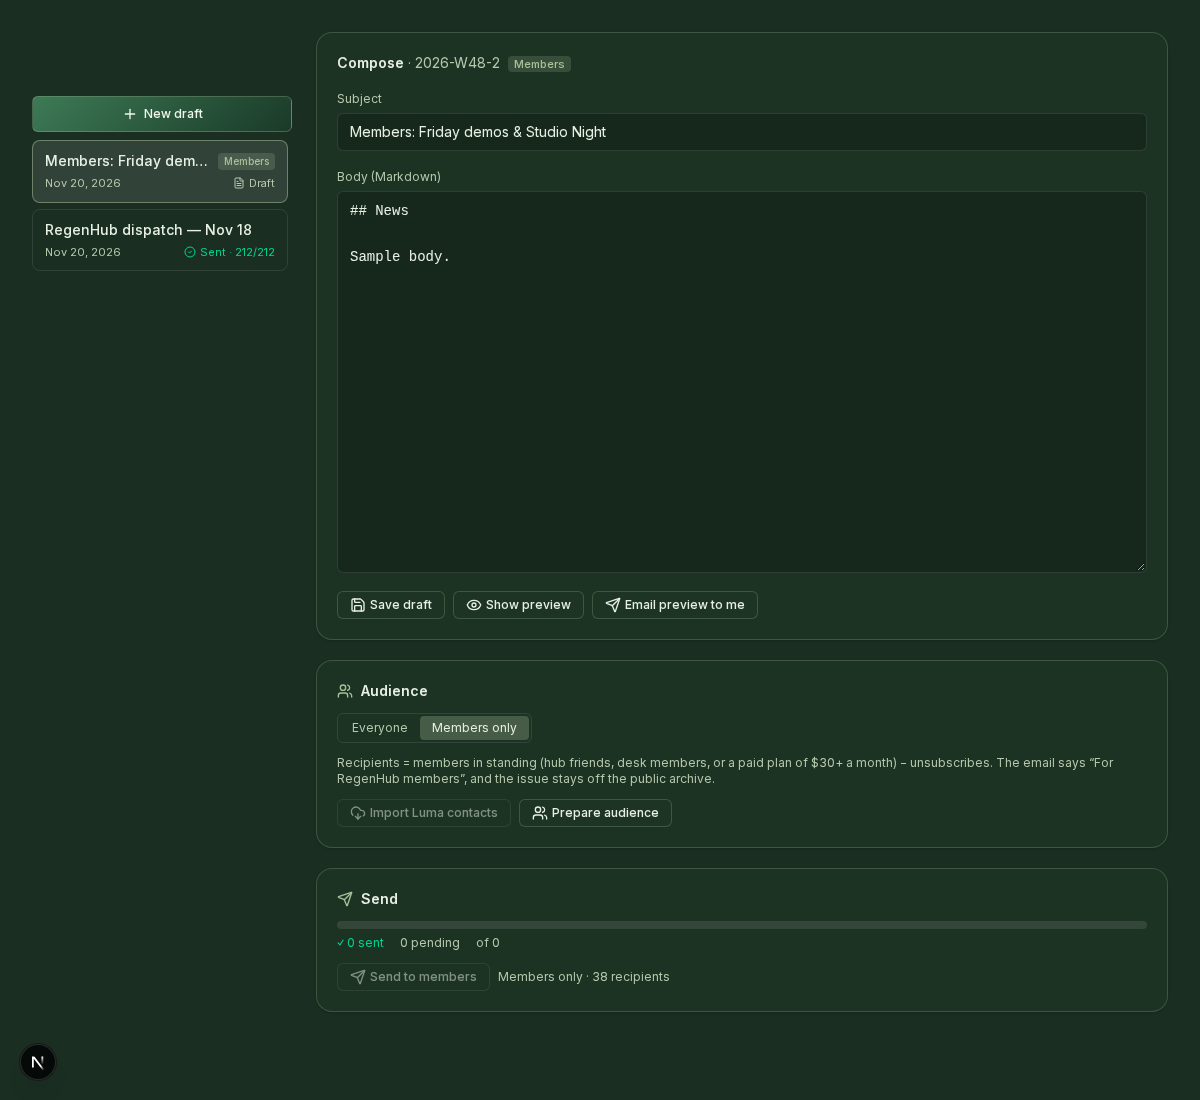 New draft
Members: Friday dem... Members
Nov 20, 2026 Draft
RegenHub dispatch — Nov 18
Nov 20, 2026 Sent · 212/212
Compose · 2026-W48-2 Members
Subject
Members: Friday demos & Studio Night
Body (Markdown)
## News
Sample body.
Save draft Show preview Email preview to me
Audience
Everyone Members only
Recipients = members in standing (hub friends, desk members, or a paid plan of $30+ a month) − unsubscribes. The email says “For
RegenHub members”, and the issue stays off the public archive.
Import Luma contacts Prepare audience
Send
✓ 0 sent 0 pending of 0
Send to members Members only · 38 recipients
N